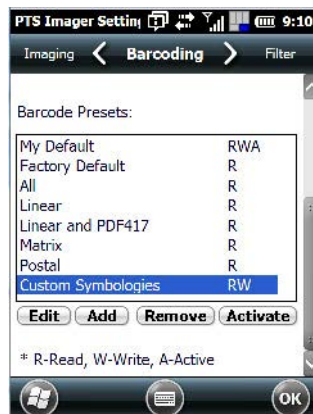 PTS Imager Settin 9:10
Imaging Barcoding Filter
Barcode Presets:
My Default RWA
Factory Default R
All R
Linear R
Linear and PDF417 R
Matrix R
Postal R
Custom Symbologies RW
Edit Add Remove Activate
* R-Read, W-Write, A-Active
OK